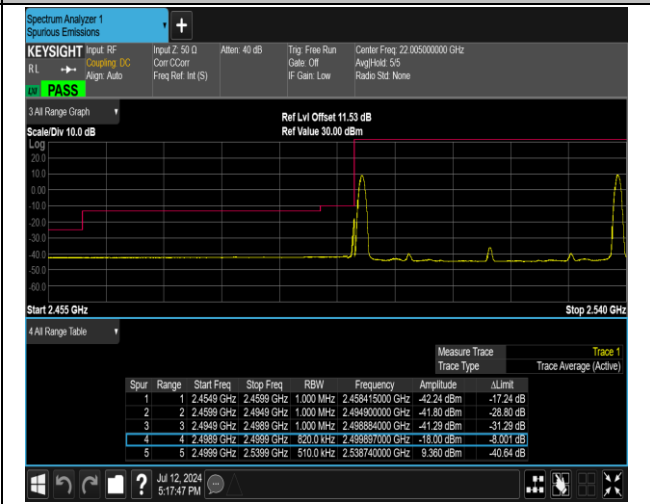 Spectrum Analyzer 1
Spurious Emissions
KEYSIGHT Input: RF Input Z: 50 Ω Atten: 40 dB Trig: Free Run Center Freq: 22.005000000 GHz
Coupling: DC Corr CCorr Gate: Off Avg|Hold: 5/5
RL Align: Auto Freq Ref: Int (S) IF Gain: Low Radio Std: None
PASS
3 All Range Graph
Ref Lvl Offset 11.53 dB
Scale/Div 10.0 dB Ref Value 30.00 dBm
Log
20.0
10.0
0.00
-10.0
-20.0
-30.0
-40.0
-50.0
-60.0
Start 2.455 GHz Stop 2.540 GHz
4 All Range Table
Measure Trace Trace 1
Trace Type Trace Average (Active)
Spur Range Start Freq Stop Freq RBW Frequency Amplitude ΔLimit
1 1 2.4549 GHz 2.4599 GHz 1.000 MHz 2.458415000 GHz -42.24 dBm -17.24 dB
2 2 2.4599 GHz 2.4949 GHz 1.000 MHz 2.494900000 GHz -41.80 dBm -28.80 dB
3 3 2.4949 GHz 2.4989 GHz 1.000 MHz 2.498884000 GHz -41.29 dBm -31.29 dB
4 4 2.4989 GHz 2.4999 GHz 820.0 kHz 2.499897000 GHz -18.00 dBm -8.001 dB
5 5 2.4999 GHz 2.5399 GHz 510.0 kHz 2.538740000 GHz 9.360 dBm -40.64 dB
Jul 12, 2024
5:17:47 PM